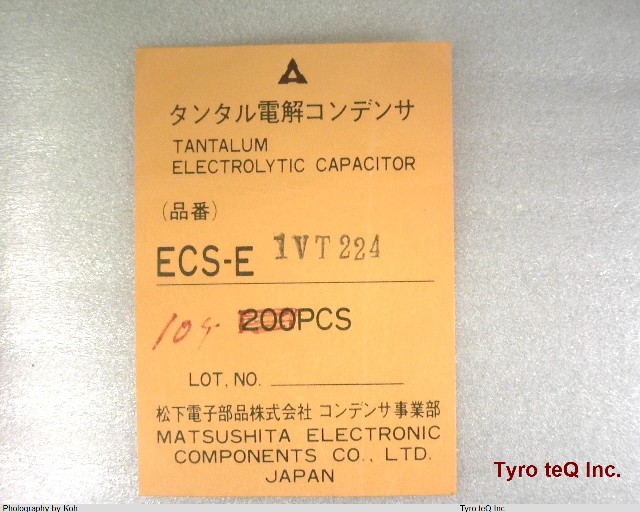 タンタル電解コンデンサ
TANTALUM
ELECTROLYTIC CAPACITOR
(品番)
ECS-E 1VT224
200PCS
LOT. NO.
松下電子部品株式会社 コンデンサ事業部
MATSUSHITA ELECTRONIC
COMPONENTS CO., LTD.
JAPAN
Tyro teQ Inc.
Photography by Koh
Tyro teQ Inc